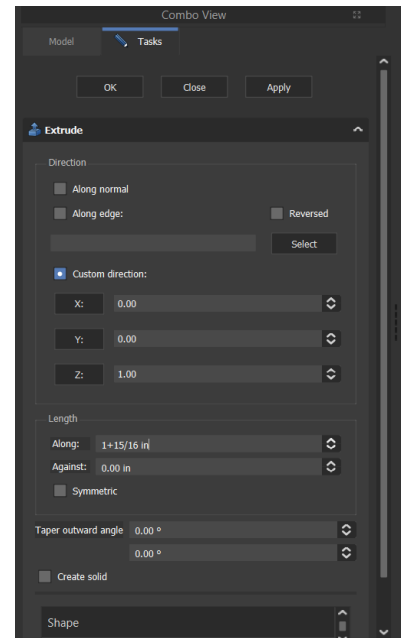 Combo View
Model
Tasks
OK Close Apply
Extrude
Direction
Along normal
Along edge: Reversed
Select
Custom direction:
X: 0.00
Y: 0.00
Z: 1.00
Length
Along: 1+15/16 in
Against: 0.00 in
Symmetric
Taper outward angle 0.00 °
0.00 °
Create solid
Shape